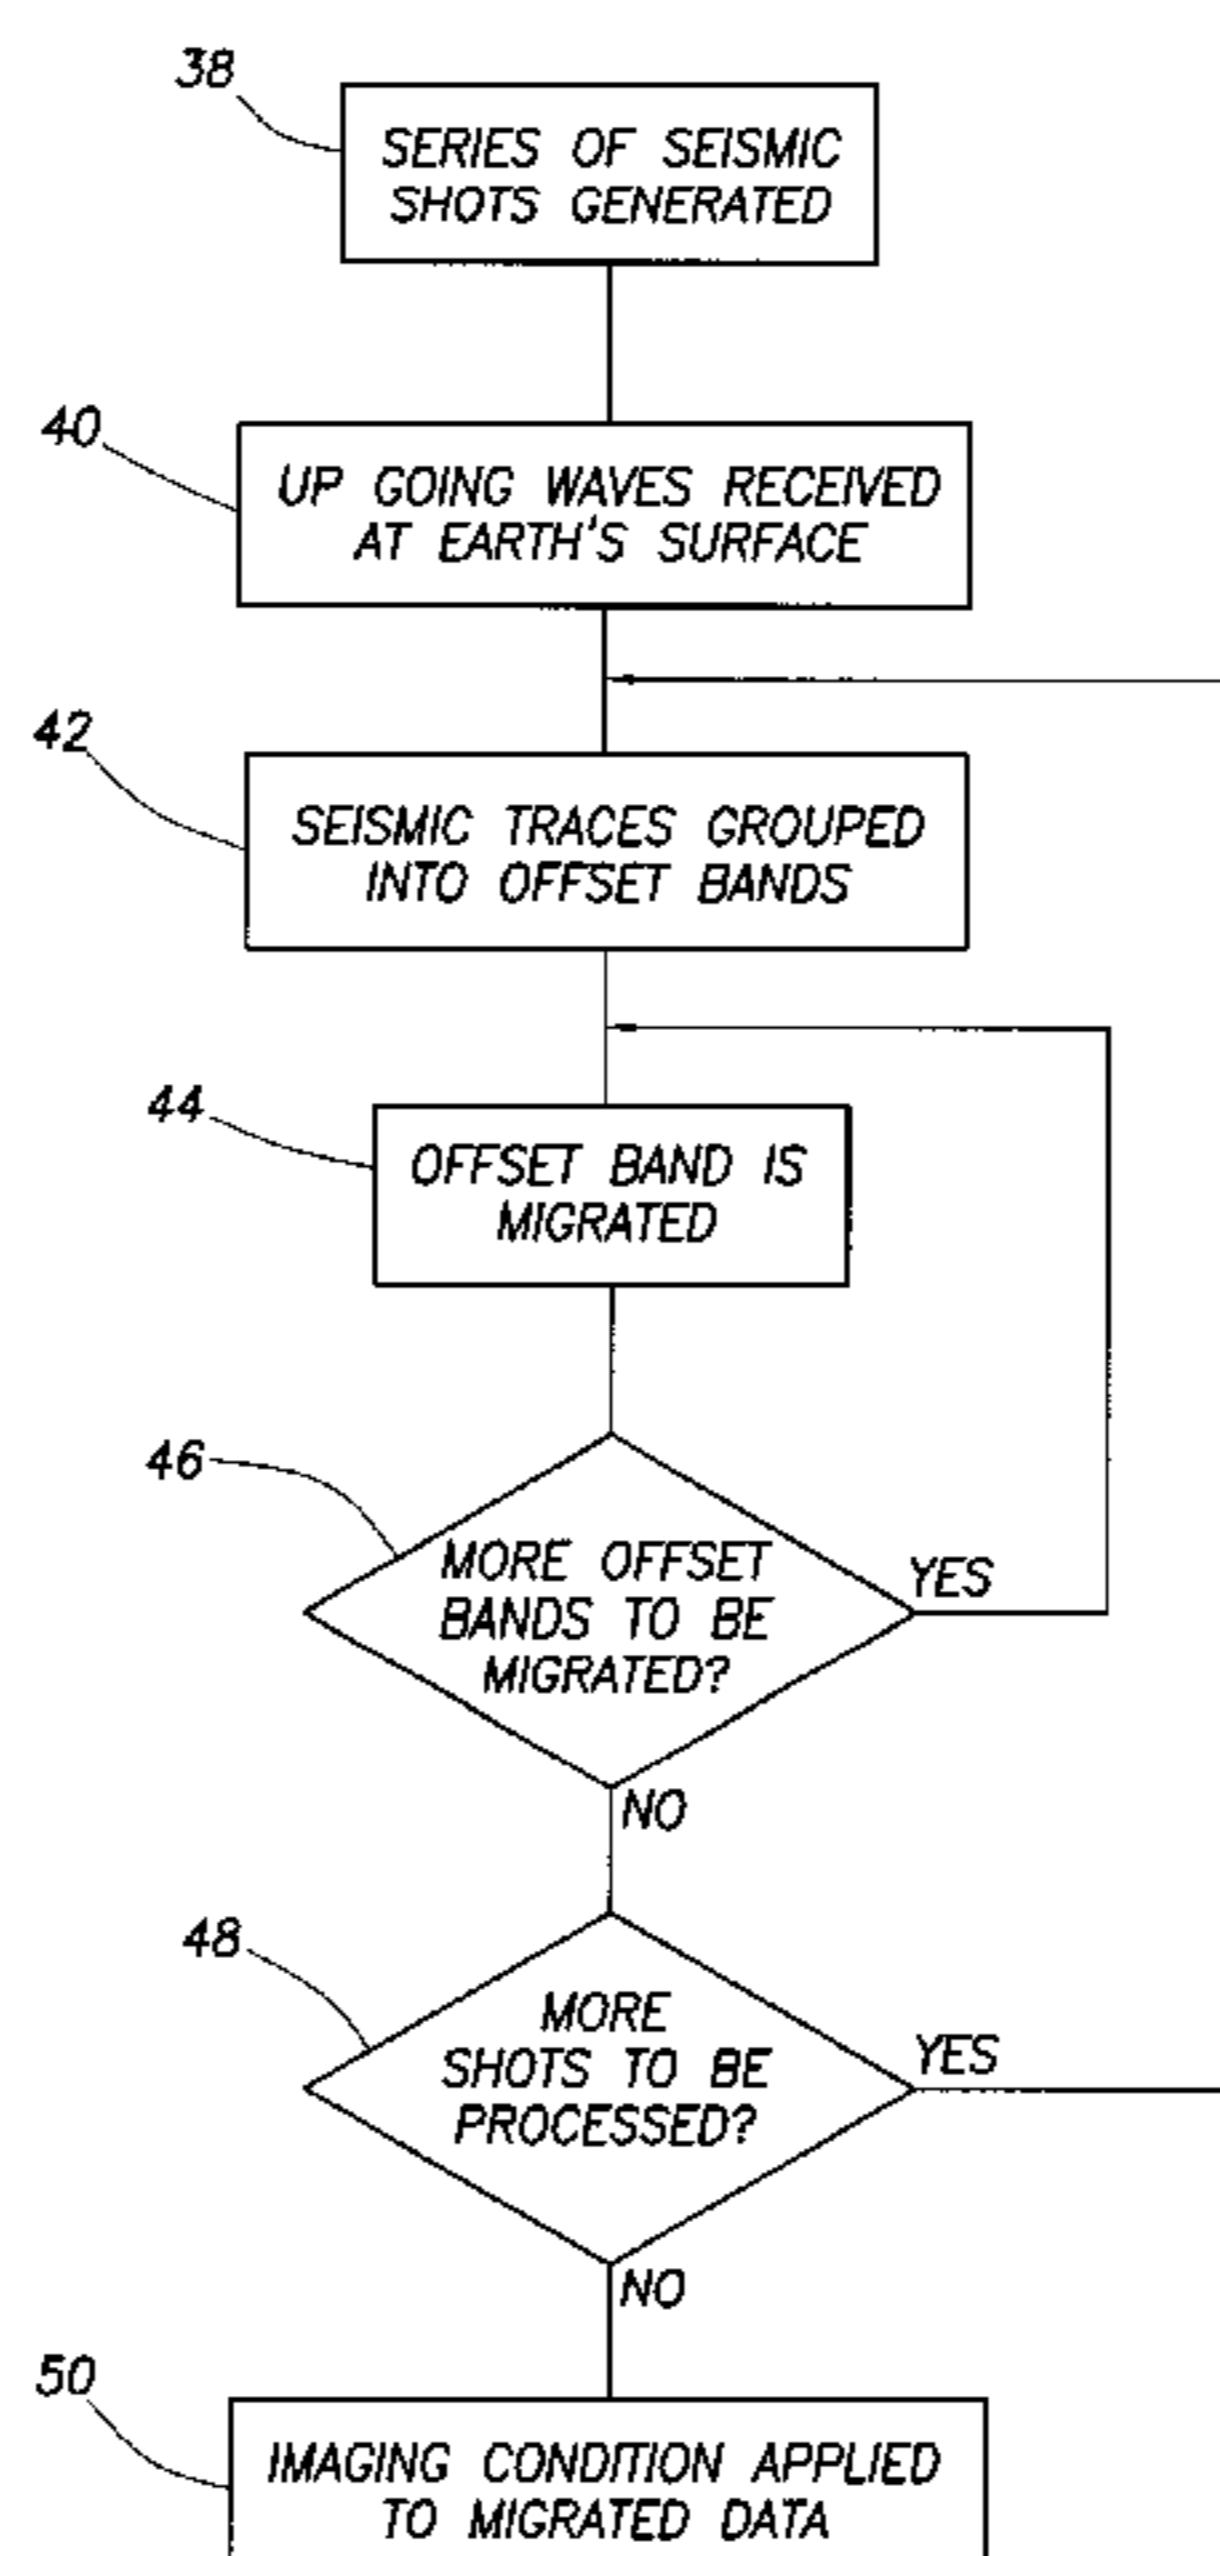 38
SERIES OF SEISMIC
SHOTS GENERATED
40
UP GOING WAVES RECEIVED
AT EARTH'S SURFACE
42
SEISMIC TRACES GROUPED
INTO OFFSET BANDS
44
OFFSET BAND IS
MIGRATED
46
MORE OFFSET
BANDS TO BE
MIGRATED?
YES
NO
48
MORE
SHOTS TO BE
PROCESSED?
YES
NO
50
IMAGING CONDITION APPLIED
TO MIGRATED DATA